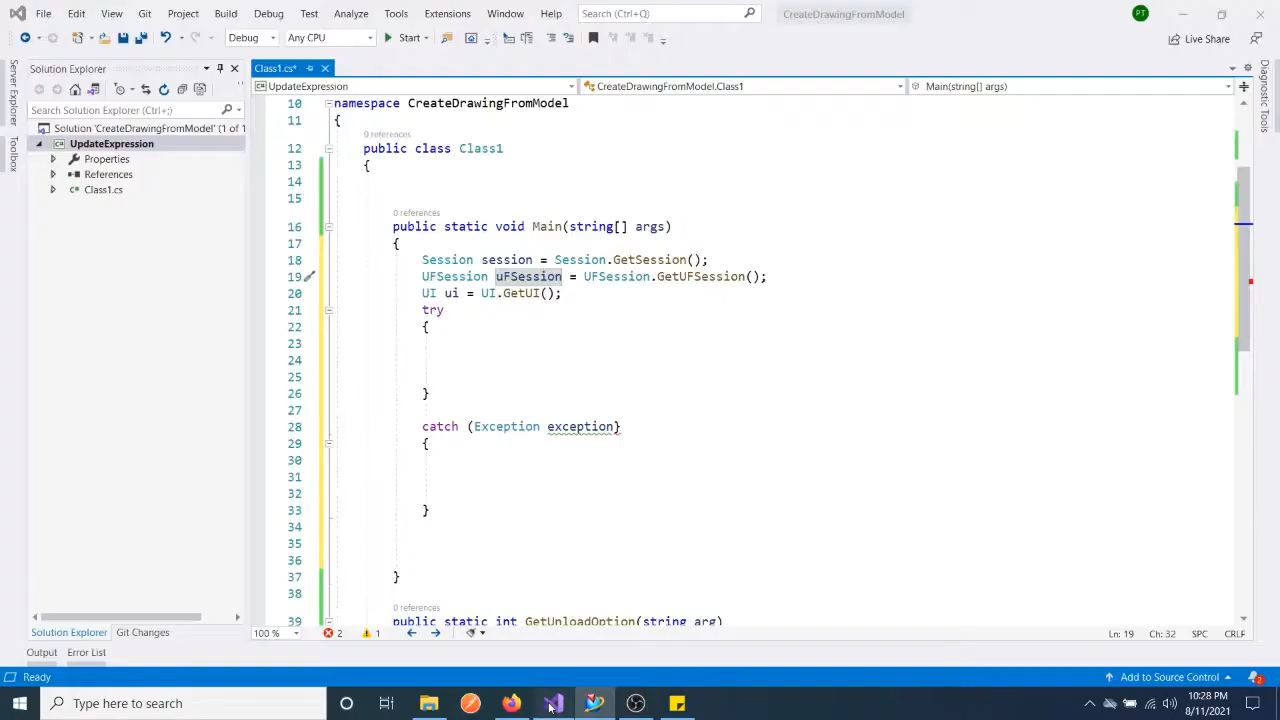 File Edit View Git Project Build Debug Test Analyze Tools Extensions Window Help Search (Ctrl+Q) CreateDrawingFromModel PT
Debug Any CPU Start Live Share
Solution Explorer
Class1.cs*
UpdateExpression CreateDrawingFromModel.Class1 Main(string[] args)
Search Solution Explorer (Ctrl+;)
Solution 'CreateDrawingFromModel' (1 of 1
UpdateExpression
Properties
References
Class1.cs
Toolbox
Diagnostic Tools
10 namespace CreateDrawingFromModel
11 {
0 references
12 public class Class1
13 {
14
15
0 references
16 public static void Main(string[] args)
17 {
18 Session session = Session.GetSession();
19 UFSession uFSession = UFSession.GetUFSession();
20 UI ui = UI.GetUI();
21 try
22 {
23
24
25
26 }
27
28 catch (Exception exception}
29 {
30
31
32
33 }
34
35
36
37 }
38
0 references
39 public static int GetUnloadOption(string arg)
Solution Explorer Git Changes
100 % 2 1 Ln: 19 Ch: 32 SPC CRLF
Output Error List
Ready Add to Source Control 2
Type here to search
10:28 PM
8/11/2021